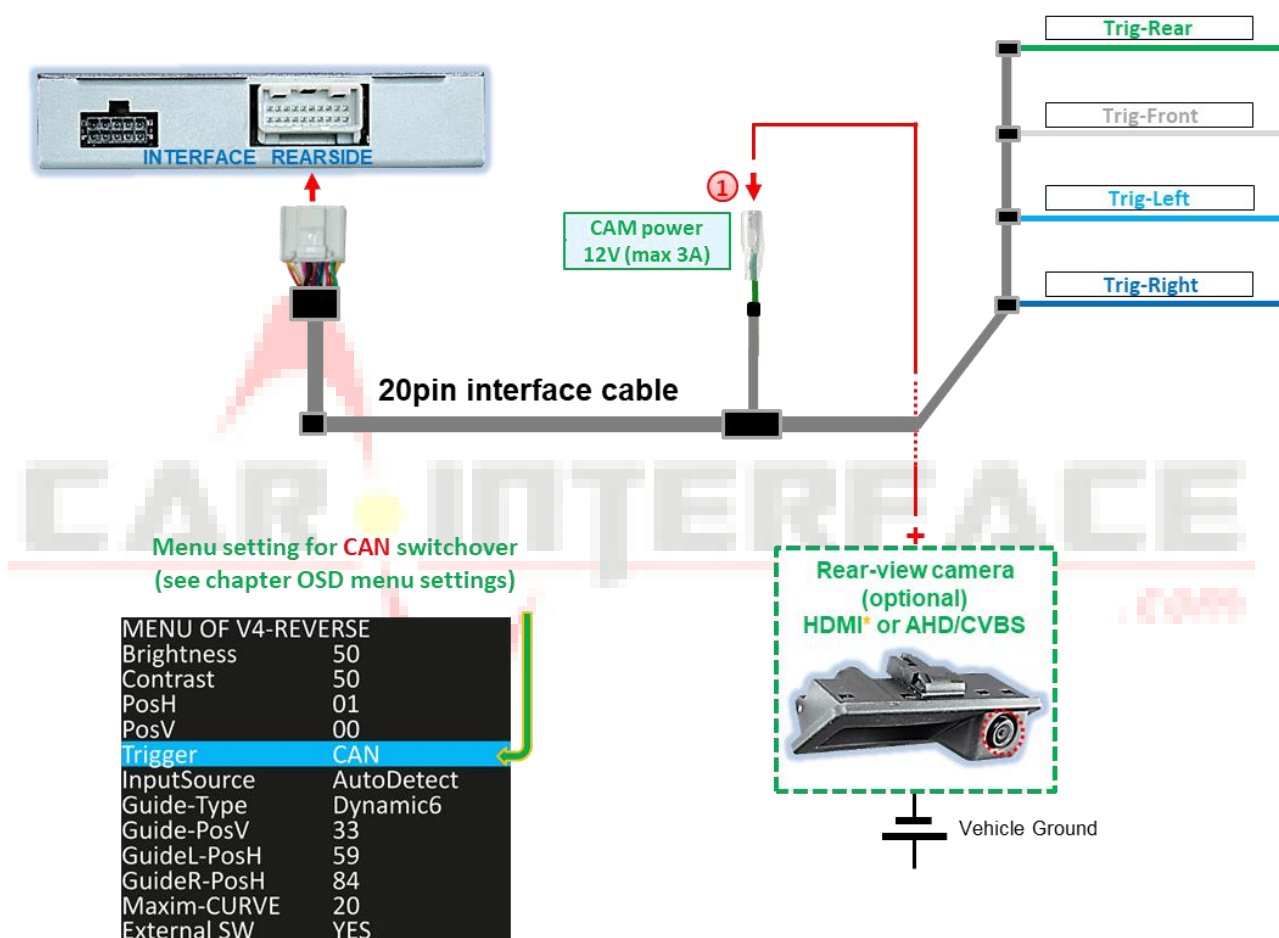 Trig-Rear
Trig-Front
Trig-Left
Trig-Right
INTERFACE REARSIDE
1
CAM power
12V (max 3A)
20pin interface cable
CAR INTERFACE
.com
Menu setting for CAN switchover
(see chapter OSD menu settings)
MENU OF V4-REVERSE
Brightness 50
Contrast 50
PosH 01
PosV 00
Trigger CAN
InputSource AutoDetect
Guide-Type Dynamic6
Guide-PosV 33
GuideL-PosH 59
GuideR-PosH 84
Maxim-CURVE 20
External SW YES
+
Rear-view camera
(optional)
HDMI* or AHD/CVBS
Vehicle Ground